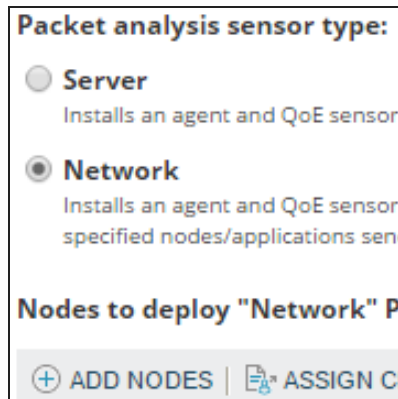 Packet analysis sensor type:
Server
Installs an agent and QoE sensor
Network
Installs an agent and QoE sensor
specified nodes/applications sen
Nodes to deploy "Network" P
ADD NODES | ASSIGN C